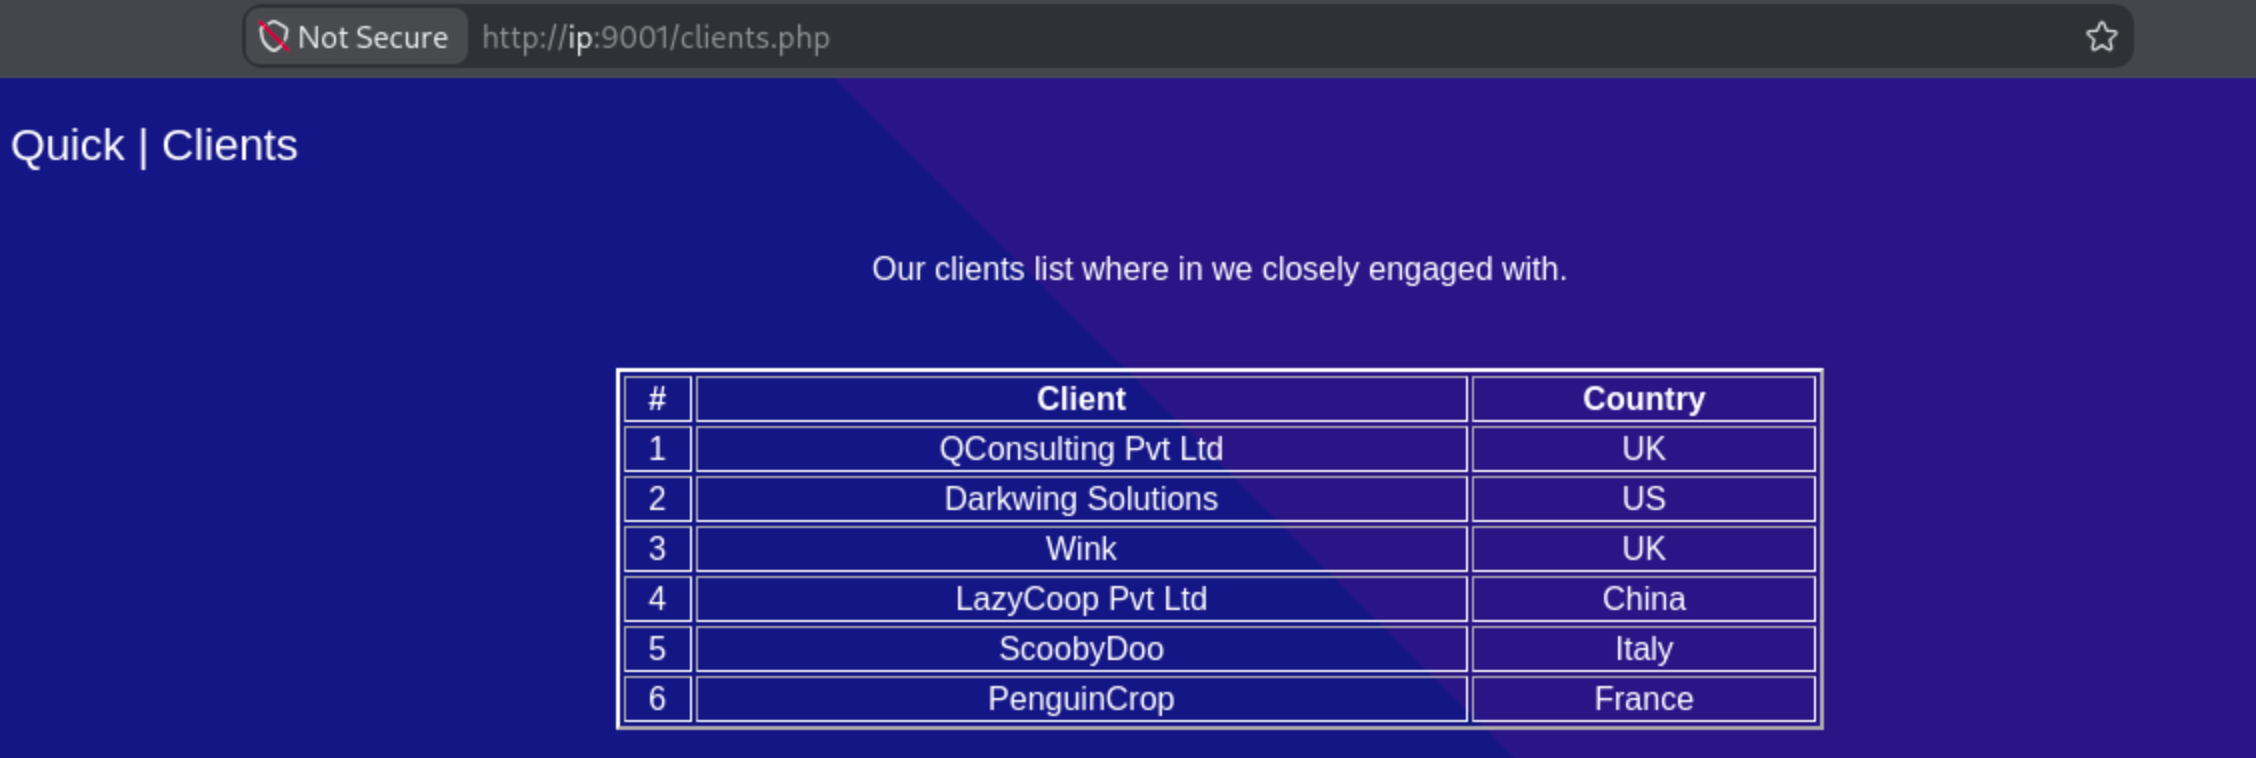 Not Secure http://ip:9001/clients.php
Quick | Clients
Our clients list where in we closely engaged with.
# Client Country
1 QConsulting Pvt Ltd UK
2 Darkwing Solutions US
3 Wink UK
4 LazyCoop Pvt Ltd China
5 ScoobyDoo Italy
6 PenguinCrop France